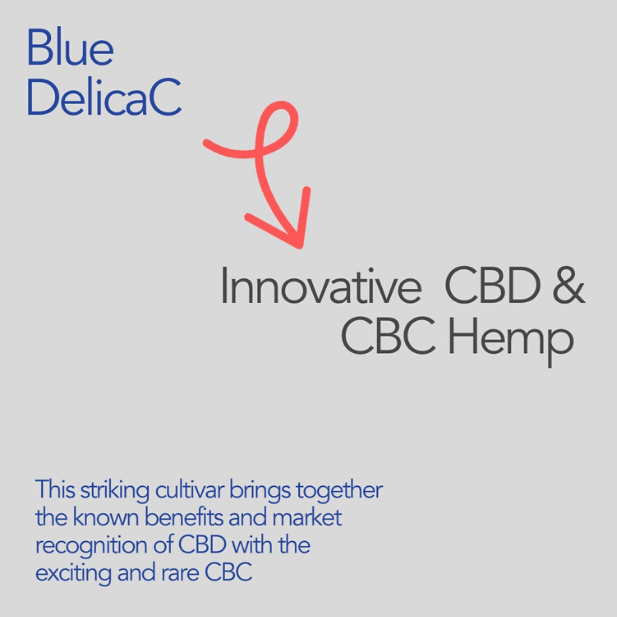 Blue
DelicaC
Innovative CBD &
CBC Hemp
This striking cultivar brings together
the known benefits and market
recognition of CBD with the
exciting and rare CBC